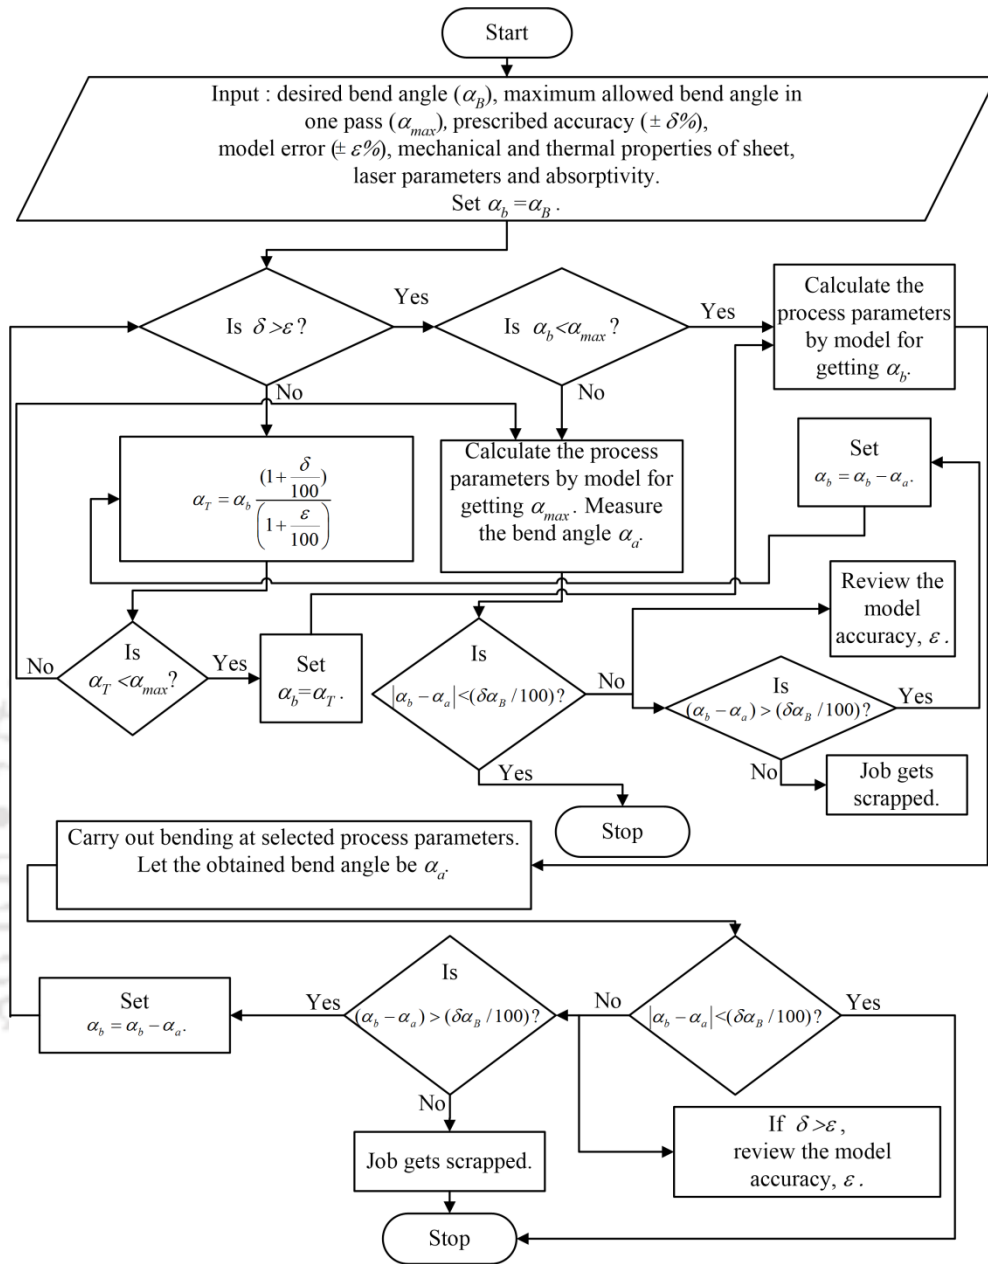 Start
Input : desired bend angle (α_B), maximum allowed bend angle in
one pass (α_max), prescribed accuracy (± δ%),
model error (± ε%), mechanical and thermal properties of sheet,
laser parameters and absorptivity.
Set α_b = α_B .
Is δ > ε ?
Yes
No
Is α_b < α_max ?
Yes
No
Calculate the
process parameters
by model for
getting α_b.
α_T = α_b (1 + δ/100) / (1 + ε/100)
Calculate the process
parameters by model for
getting α_max . Measure
the bend angle α_a.
Set
α_b = α_b − α_a.
Is
α_T < α_max ?
No
Yes
Set
α_b = α_T .
Is
|α_b − α_a| < (δα_B / 100) ?
No
Yes
Review the
model
accuracy, ε .
Is
(α_b − α_a) > (δα_B / 100) ?
Yes
No
Job gets
scrapped.
Stop
Carry out bending at selected process parameters.
Let the obtained bend angle be α_a.
Set
α_b = α_b − α_a.
Yes
Is
(α_b − α_a) > (δα_B / 100) ?
No
No
|α_b − α_a| < (δα_B / 100) ?
Yes
If δ > ε ,
review the model
accuracy, ε .
Job gets scrapped.
Stop